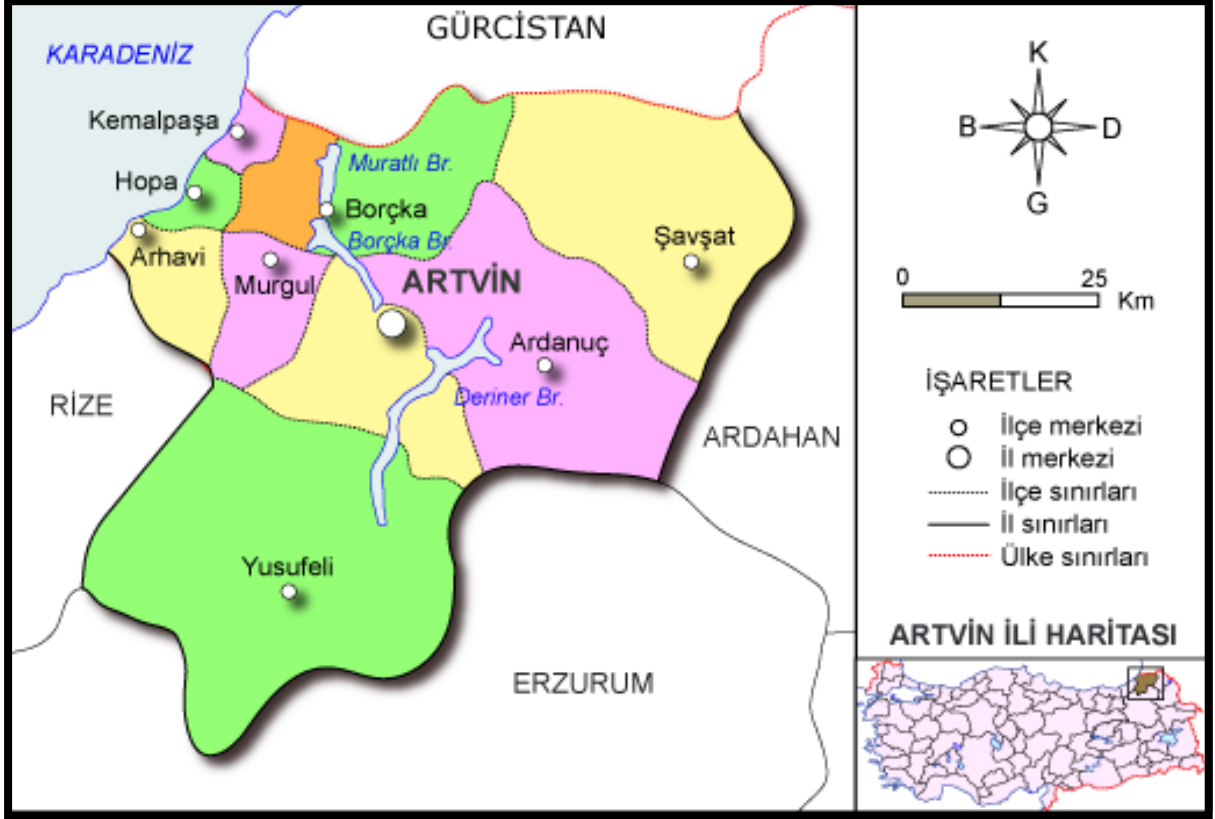 GÜRCİSTAN
KARADENİZ
Kemalpaşa
Muratlı Br.
Hopa
Borçka
Borçka Br.
Arhavi
Şavşat
Murgul
ARTVİN
Ardanuç
Deriner Br.
RİZE
ARDAHAN
Yusufeli
ERZURUM
K
B
D
G
0 25
Km
İŞARETLER
İlçe merkezi
İl merkezi
İlçe sınırları
İl sınırları
Ülke sınırları
ARTVİN İLİ HARİTASI